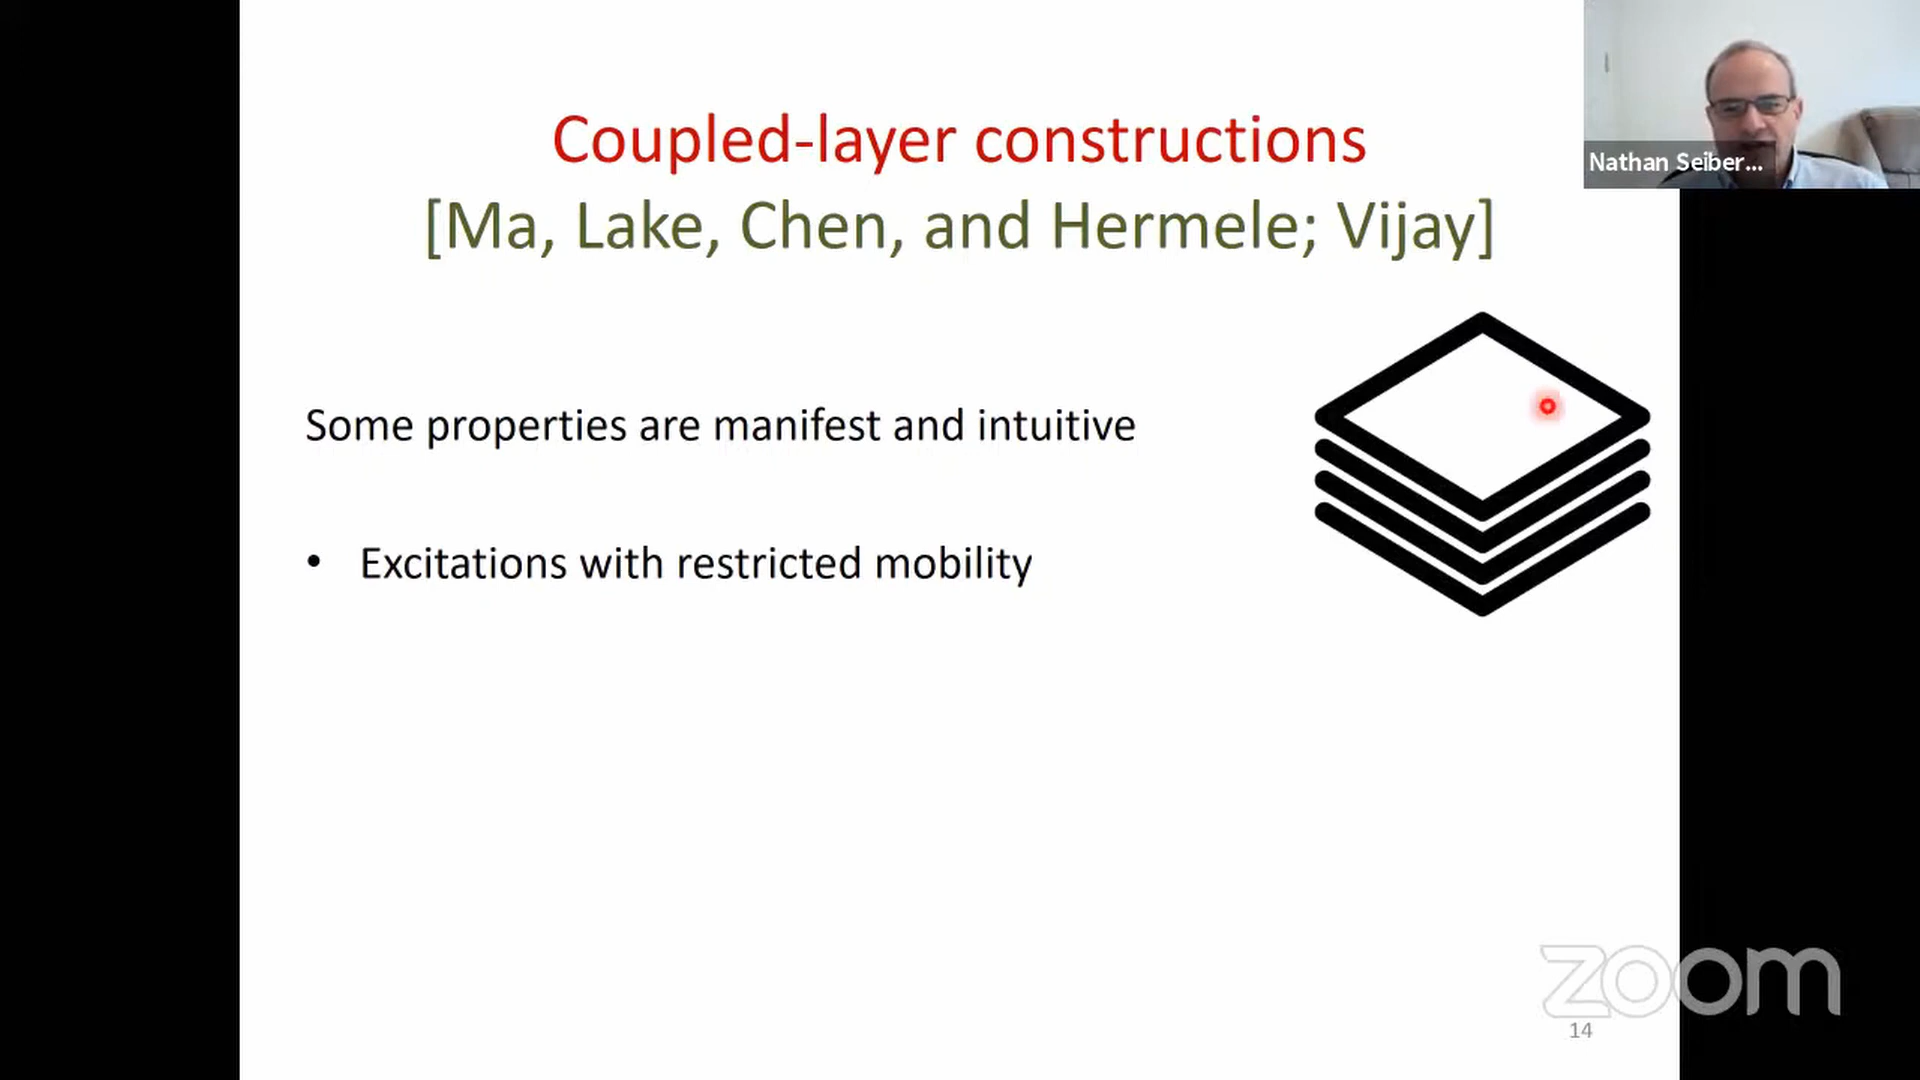 Coupled-layer constructions
[Ma, Lake, Chen, and Hermele; Vijay]
Nathan Seiber...
Some properties are manifest and intuitive
• Excitations with restricted mobility
zoom
14